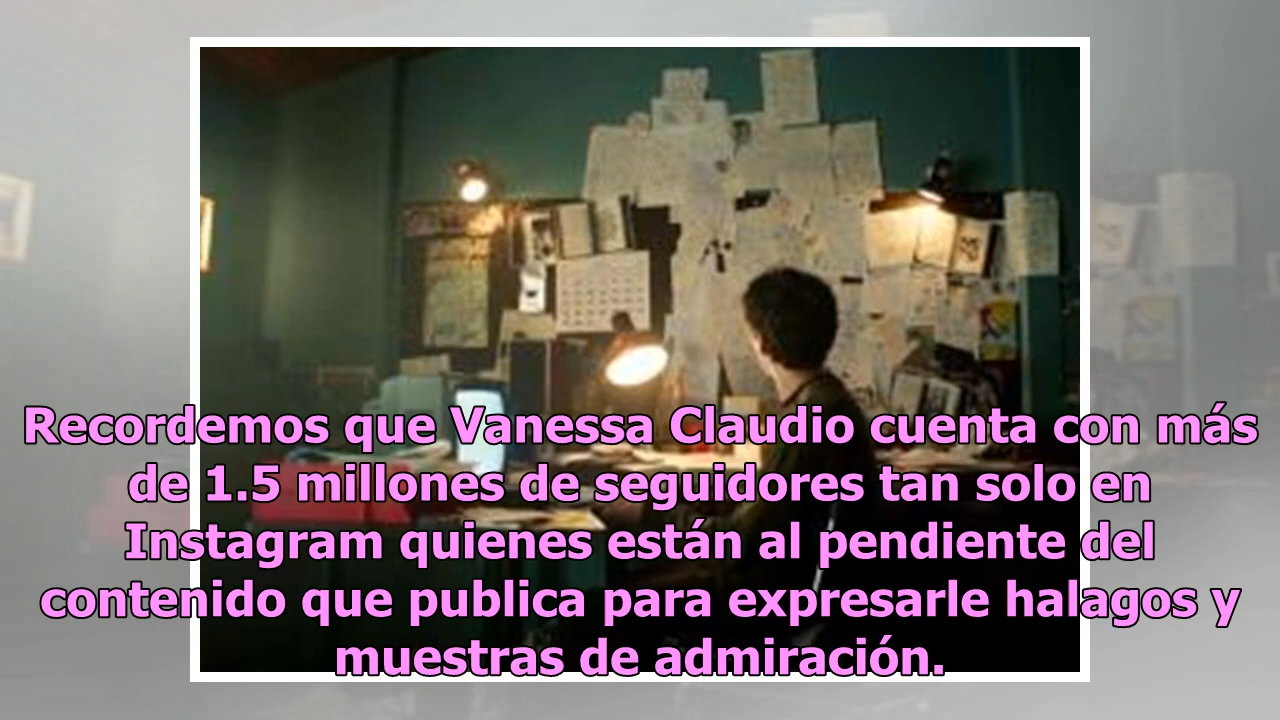 Recordemos que Vanessa Claudio cuenta con más
de 1.5 millones de seguidores tan solo en
Instagram quienes están al pendiente del
contenido que publica para expresarle halagos y
muestras de admiración.